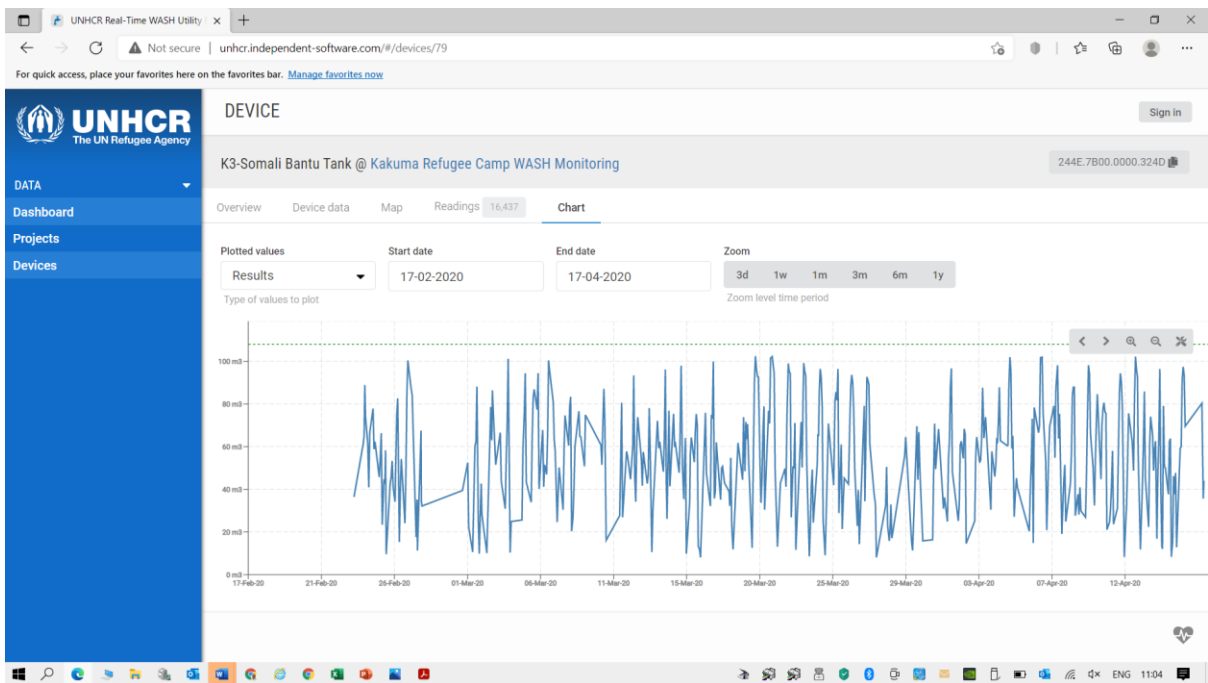 UNHCR Real-Time WASH Utility
Not secure | unhcr.independent-software.com/#/devices/79
For quick access, place your favorites here on the favorites bar. Manage favorites now
UNHCR
The UN Refugee Agency
DATA
Dashboard
Projects
Devices
DEVICE
Sign in
K3-Somali Bantu Tank @ Kakuma Refugee Camp WASH Monitoring
244E.7B00.0000.324D
Overview Device data Map Readings 16,437 Chart
Plotted values Start date End date Zoom
Results 17-02-2020 17-04-2020 3d 1w 1m 3m 6m 1y
Type of values to plot Zoom level time period
100 m3
80 m3
60 m3
40 m3
20 m3
0 m3
17-Feb-20 21-Feb-20 26-Feb-20 01-Mar-20 06-Mar-20 11-Mar-20 15-Mar-20 20-Mar-20 25-Mar-20 29-Mar-20 03-Apr-20 07-Apr-20 12-Apr-20
ENG 11:04